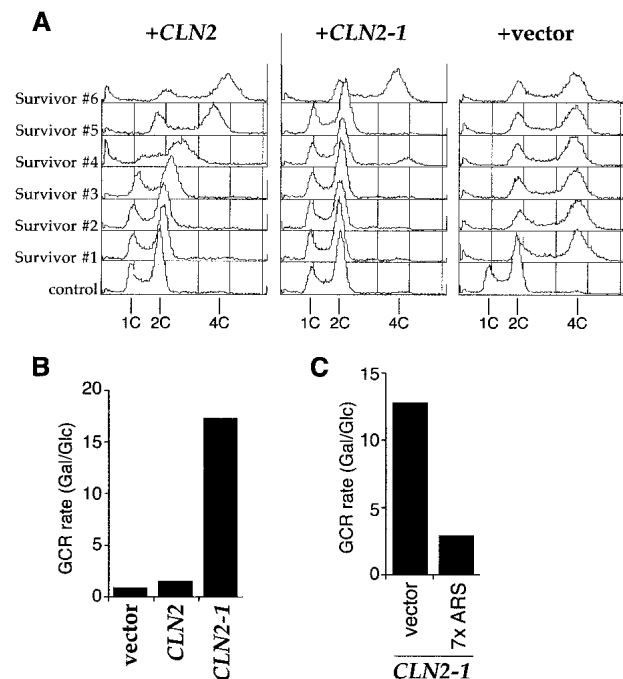 A
+CLN2
+CLN2-1
+vector
Survivor #6
Survivor #5
Survivor #4
Survivor #3
Survivor #2
Survivor #1
control
1C 2C 4C
1C 2C 4C
1C 2C 4C
B
GCR rate (Gal/Glc)
20
15
10
5
0
vector
CLN2
CLN2-1
C
GCR rate (Gal/Glc)
15
10
5
0
vector
7x ARS
CLN2-1